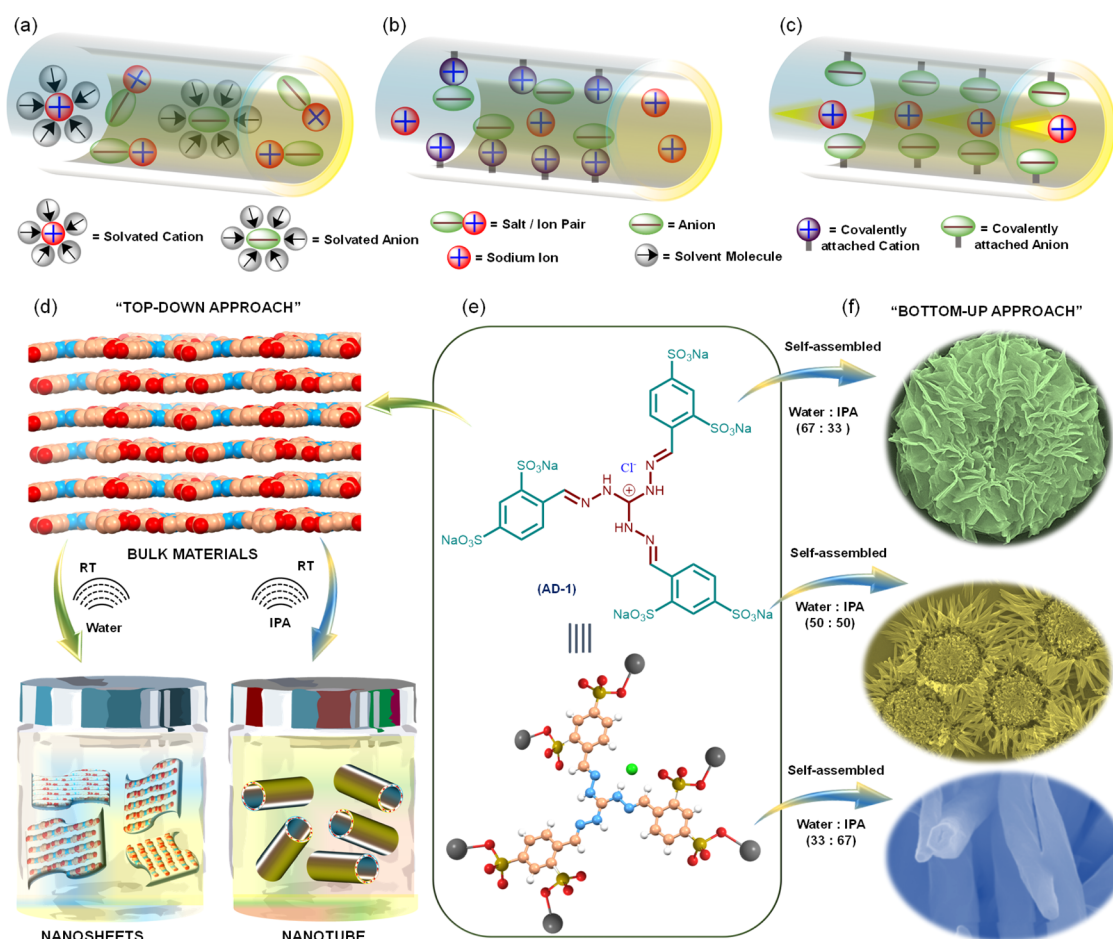 (a)
(b)
(c)
= Solvated Cation
= Solvated Anion
= Salt / Ion Pair
= Sodium Ion
= Anion
= Solvent Molecule
= Covalently
attached Cation
= Covalently
attached Anion
(d)
“TOP-DOWN APPROACH”
BULK MATERIALS
RT
Water
RT
IPA
NANOSHEETS
NANOTUBE
(e)
SO₃Na
SO₃Na
SO₃Na
NaO₃S
Cl⁻
N
HN
N
H
N
NH
⊕
HN
N
NaO₃S
SO₃Na
(AD-1)
(f)
“BOTTOM-UP APPROACH”
Self-assembled
Water : IPA
(67 : 33 )
Self-assembled
Water : IPA
(50 : 50)
Self-assembled
Water : IPA
(33 : 67)